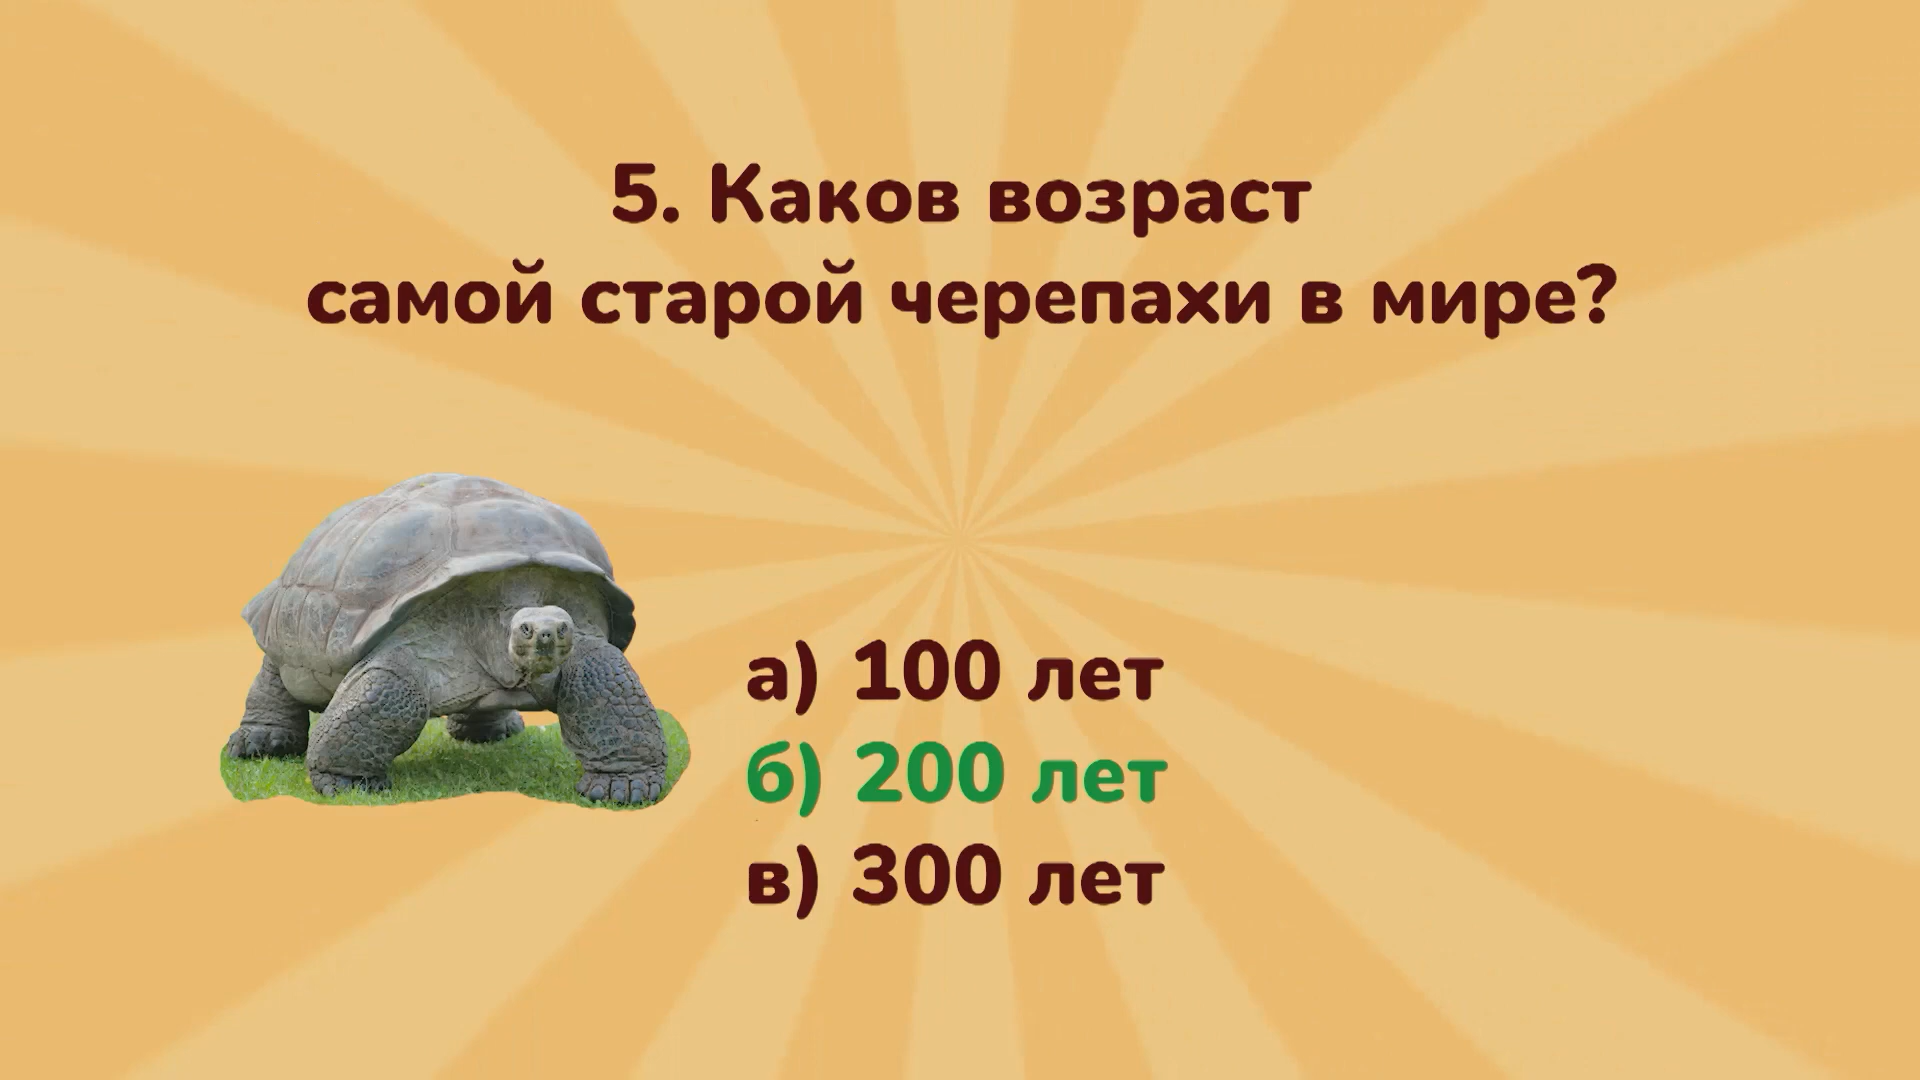 5. Каков возраст
самой старой черепахи в мире?
а) 100 лет
б) 200 лет
в) 300 лет